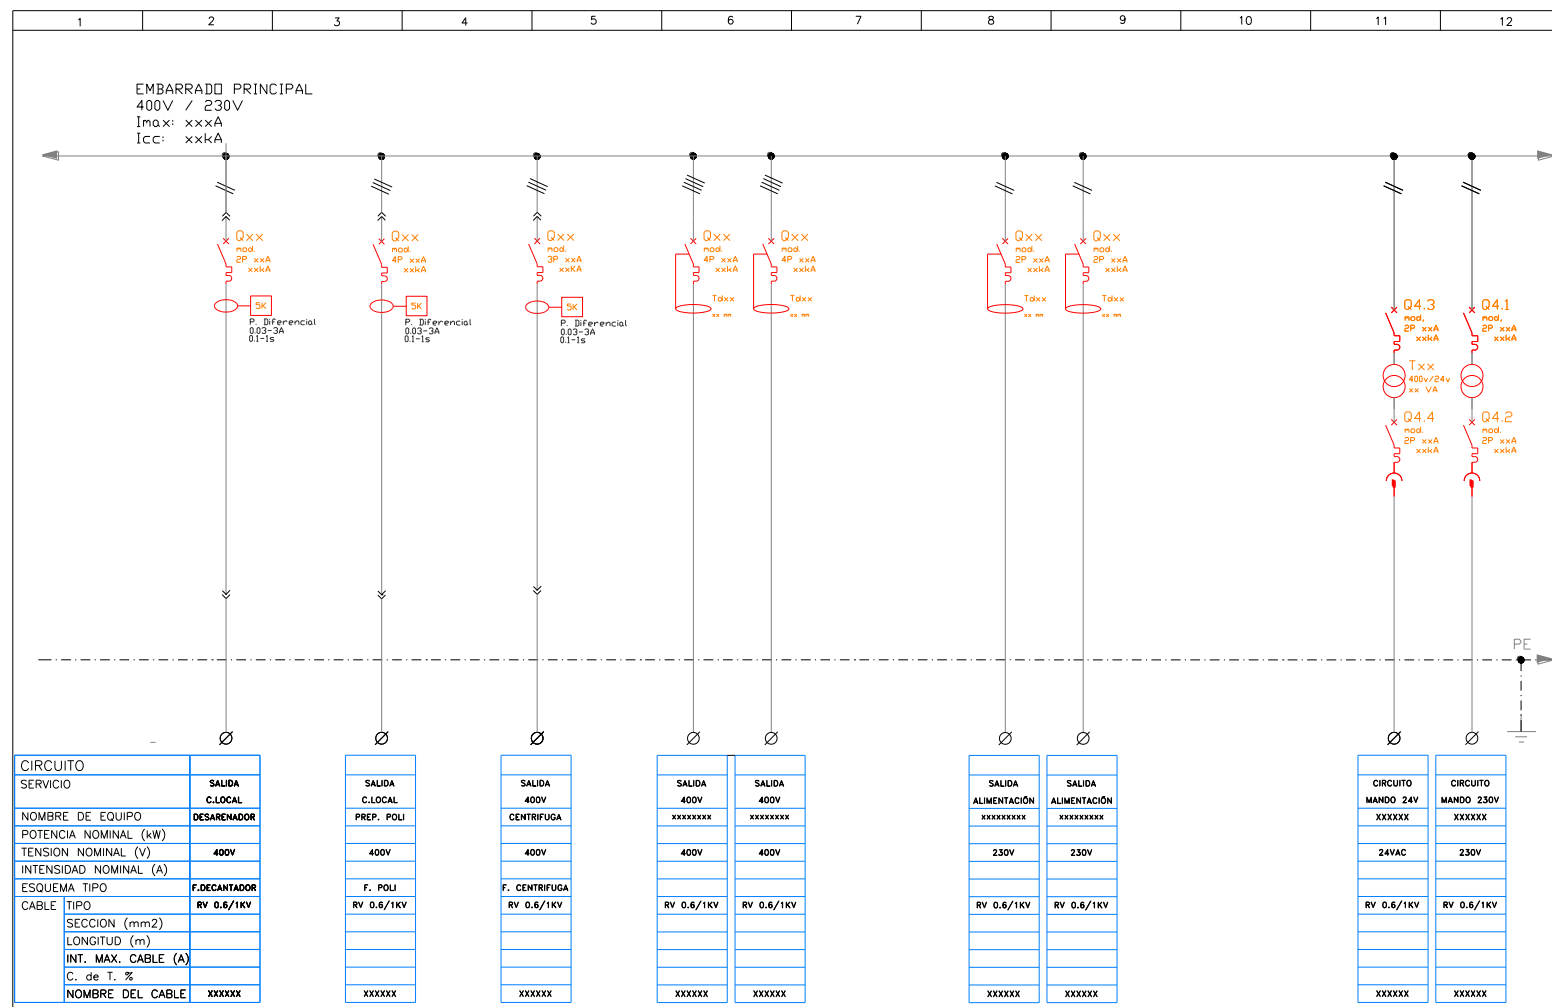 1 2 3 4 5 6 7 8 9 10 11 12
EMBARRADO PRINCIPAL
400V / 230V
Imax: xxxA
Icc: xxkA
Qxx
mod.
2P xxA
xxkA
5K
P. Diferencial
0.03-3A
0.1-1s
Qxx
mod.
4P xxA
xxkA
5K
P. Diferencial
0.03-3A
0.1-1s
Qxx
mod.
3P xxA
xxKA
5K
P. Diferencial
0.03-3A
0.1-1s
Qxx
mod.
4P xxA
xxkA
Tdxx
xx mm
Qxx
mod.
4P xxA
xxkA
Tdxx
xx mm
Qxx
mod.
2P xxA
xxkA
Tdxx
xx mm
Qxx
mod.
2P xxA
xxkA
Tdxx
xx mm
Q4.3
mod,
2P xxA
xxkA
Txx
400v/24v
xx VA
Q4.4
mod.
2P xxA
xxkA
Q4.1
mod,
2P xxA
xxkA
Q4.2
mod.
2P xxA
xxkA
PE
CIRCUITO
SERVICIO SALIDA SALIDA SALIDA SALIDA SALIDA SALIDA SALIDA CIRCUITO CIRCUITO
C.LOCAL C.LOCAL 400V 400V 400V ALIMENTACIÓN ALIMENTACIÓN MANDO 24V MANDO 230V
NOMBRE DE EQUIPO DESARENADOR PREP. POLI CENTRIFUGA xxxxxxxx xxxxxxxx xxxxxxxxx xxxxxxxxx XXXXXX XXXXXX
POTENCIA NOMINAL (kW)
TENSION NOMINAL (V) 400V 400V 400V 400V 400V 230V 230V 24VAC 230V
INTENSIDAD NOMINAL (A)
ESQUEMA TIPO F.DECANTADOR F. POLI F. CENTRIFUGA
CABLE TIPO RV 0.6/1KV RV 0.6/1KV RV 0.6/1KV RV 0.6/1KV RV 0.6/1KV RV 0.6/1KV RV 0.6/1KV RV 0.6/1KV RV 0.6/1KV
SECCION (mm2)
LONGITUD (m)
INT. MAX. CABLE (A)
C. de T. %
NOMBRE DEL CABLE XXXXXX XXXXXX XXXXXX XXXXXX XXXXXX XXXXXX XXXXXX XXXXXX XXXXXX